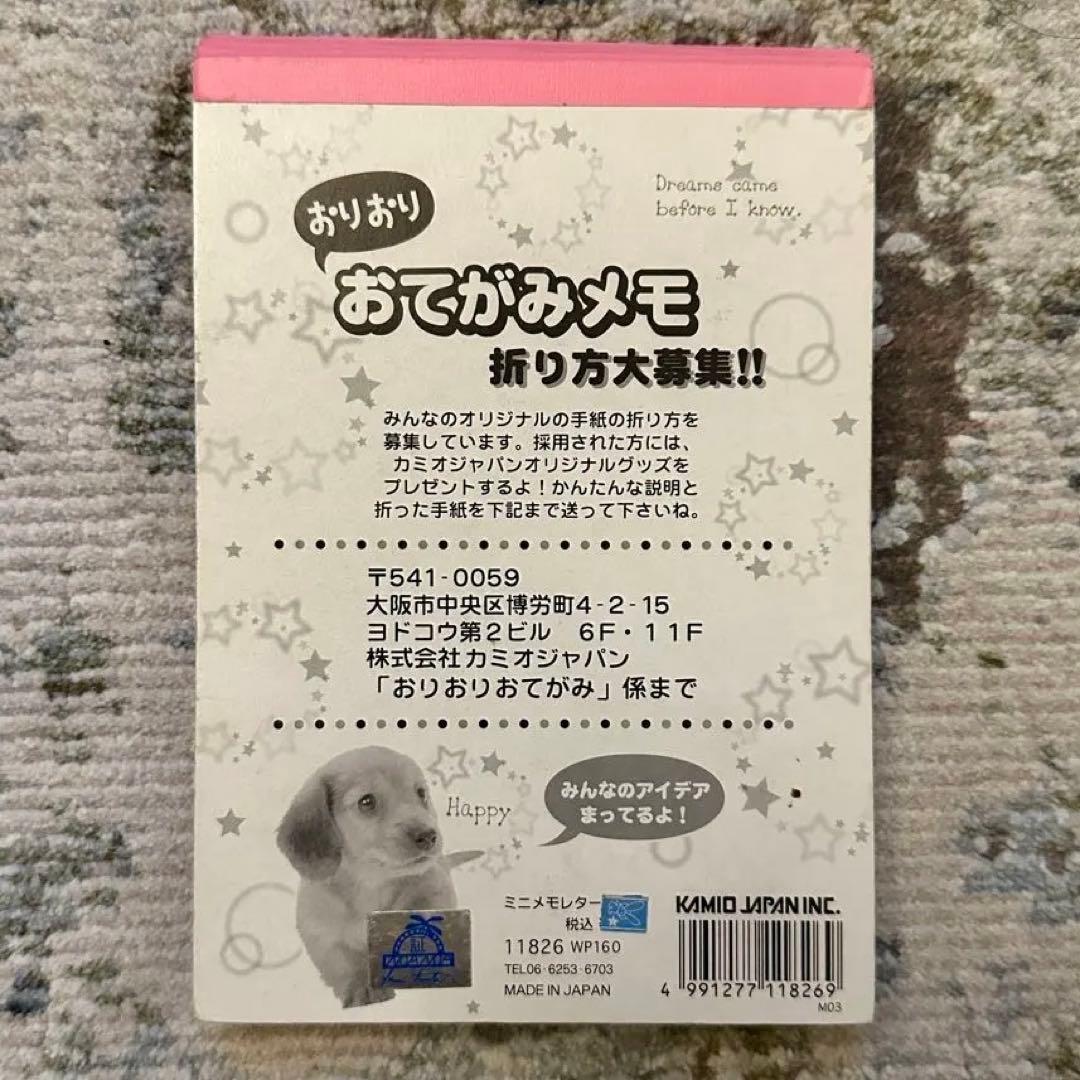 おりおり
Dreams came
before I know.
おてがみメモ
折り方大募集!!
みんなのオリジナルの手紙の折り方を
募集しています。採用された方には、
カミオジャパンオリジナルグッズを
プレゼントするよ！かんたんな説明と
折った手紙を下記まで送って下さいね。
〒541-0059
大阪市中央区博労町4-2-15
ヨドコウ第2ビル　6F・11F
株式会社カミオジャパン
「おりおりおてがみ」係まで
Happy
みんなのアイデア
まってるよ！
ミニメモレター
税込
11826 WP160
TEL06-6253-6703
MADE IN JAPAN
KAMIO JAPAN INC.
4 991277 118269
M03